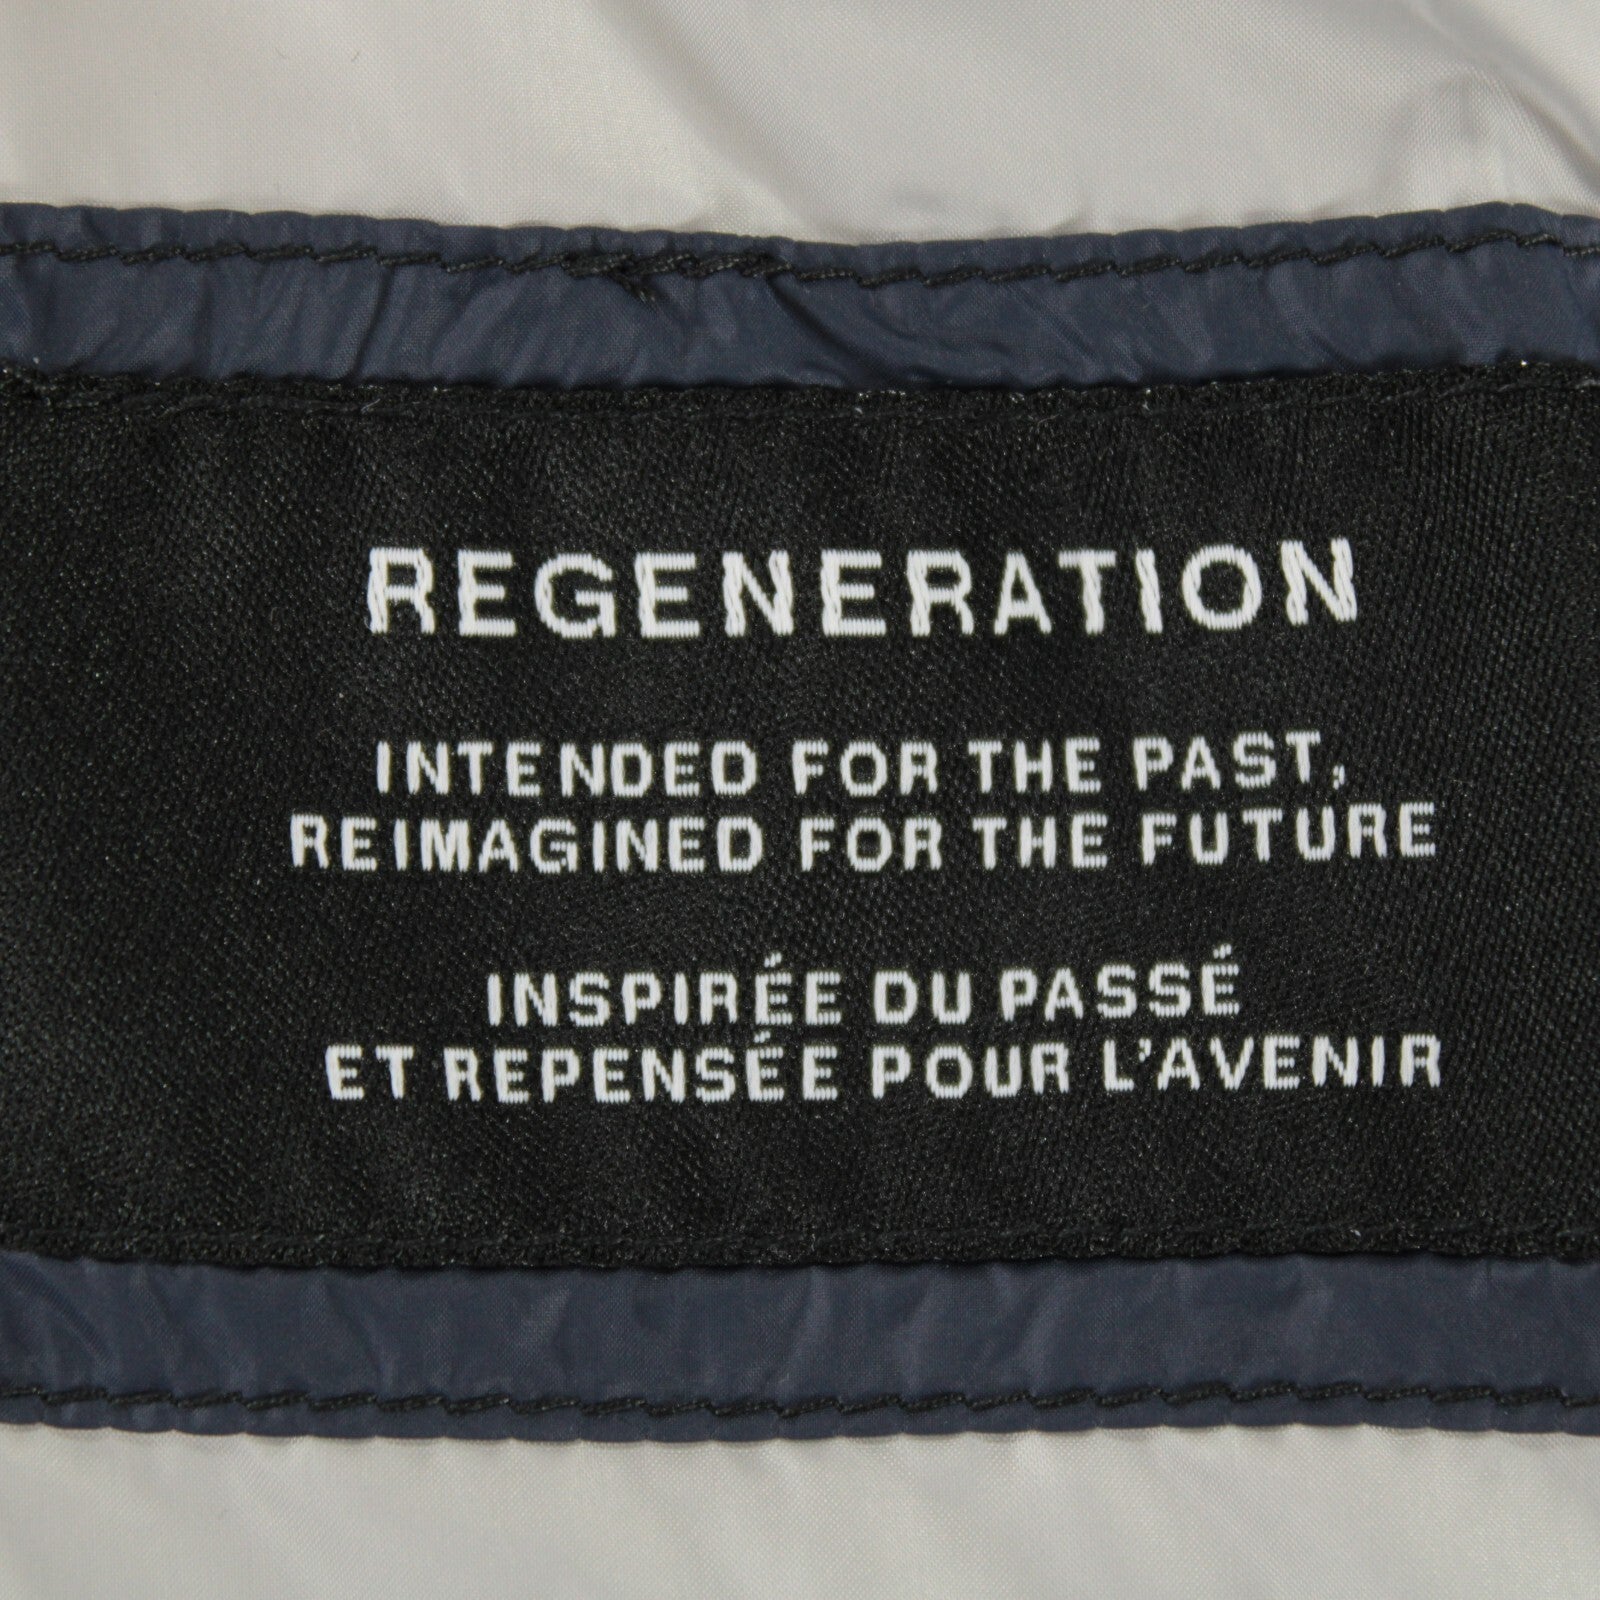 REGENERATION
INTENDED FOR THE PAST,
REIMAGINED FOR THE FUTURE
INSPIRÉE DU PASSÉ
ET REPENSÉE POUR L'AVENIR